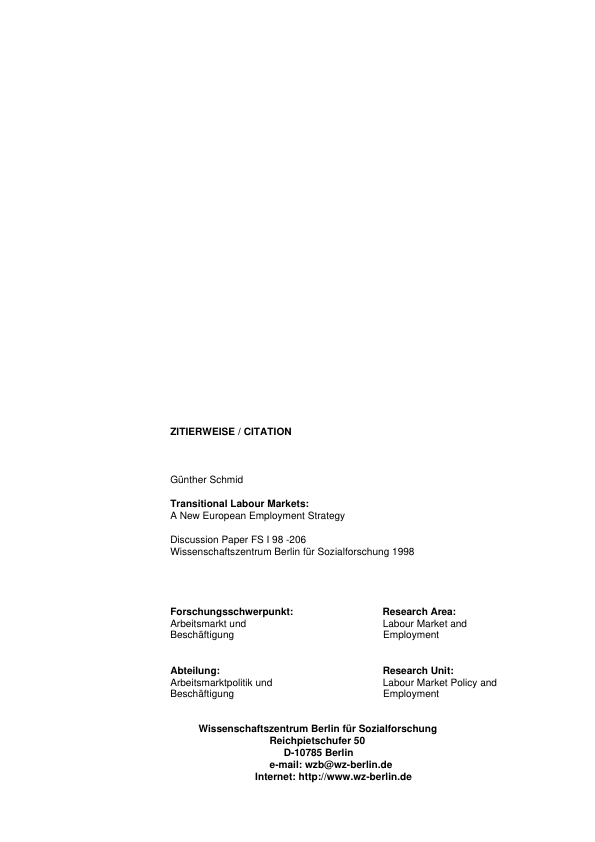 ZITIERWEISE / CITATION
Günther Schmid
Transitional Labour Markets:
A New European Employment Strategy
Discussion Paper FS I 98 -206
Wissenschaftszentrum Berlin für Sozialforschung 1998
Forschungsschwerpunkt:
Arbeitsmarkt und
Beschäftigung
Research Area:
Labour Market and
Employment
Abteilung:
Arbeitsmarktpolitik und
Beschäftigung
Research Unit:
Labour Market Policy and
Employment
Wissenschaftszentrum Berlin für Sozialforschung
Reichpietschufer 50
D-10785 Berlin
e-mail: wzb@wz-berlin.de
Internet: http://www.wz-berlin.de